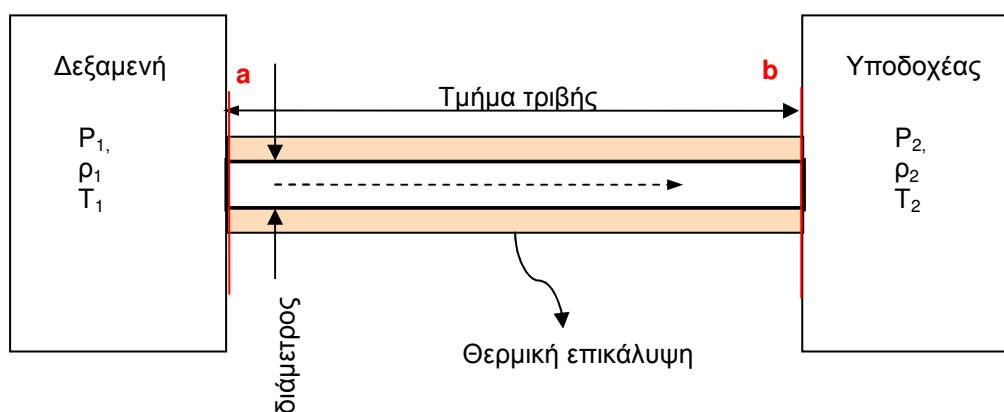 Δεξαμενή
P1,
ρ1
T1
a
Τμήμα τριβής
b
Υποδοχέας
P2,
ρ2
T2
διάμετρος
Θερμική επικάλυψη